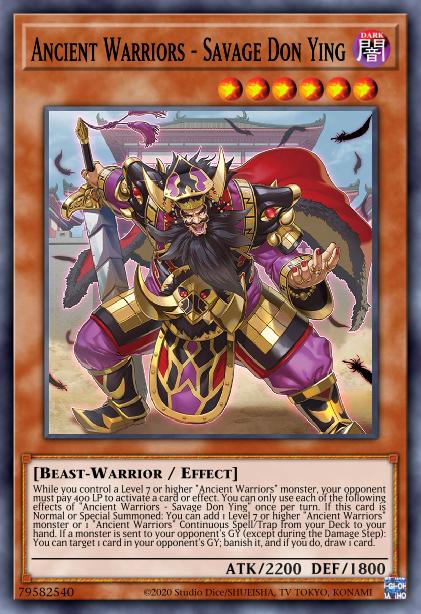 ANCIENT WARRIORS - SAVAGE DON YING
DARK
闇
[BEAST-WARRIOR / EFFECT]
While you control a Level 7 or higher "Ancient Warriors" monster, your opponent
must pay 400 LP to activate a card or effect. You can only use each of the following
effects of "Ancient Warriors - Savage Don Ying" once per turn. If this card is
Normal or Special Summoned: You can add 1 Level 7 or higher "Ancient Warriors"
monster or 1 "Ancient Warriors" Continuous Spell/Trap from your Deck to your
hand. If a monster is sent to your opponent's GY (except during the Damage Step):
You can target 1 card in your opponent's GY; banish it, and if you do, draw 1 card.
ATK/2200 DEF/1800
79582540 ©2020 Studio Dice/SHUEISHA, TV TOKYO, KONAMI